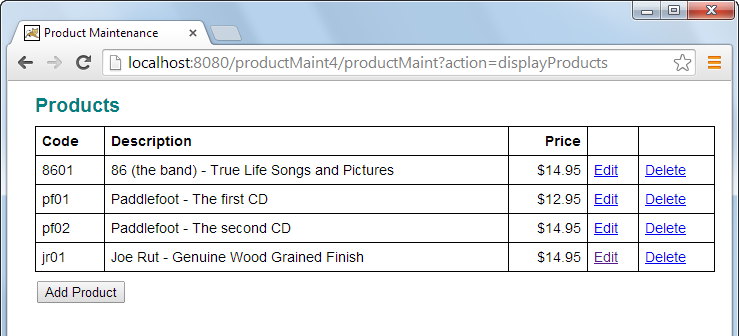 Product Maintenance
localhost:8080/productMaint4/productMaint?action=displayProducts
Products
Code Description Price
8601 86 (the band) - True Life Songs and Pictures $14.95 Edit Delete
pf01 Paddlefoot - The first CD $12.95 Edit Delete
pf02 Paddlefoot - The second CD $14.95 Edit Delete
jr01 Joe Rut - Genuine Wood Grained Finish $14.95 Edit Delete
Add Product